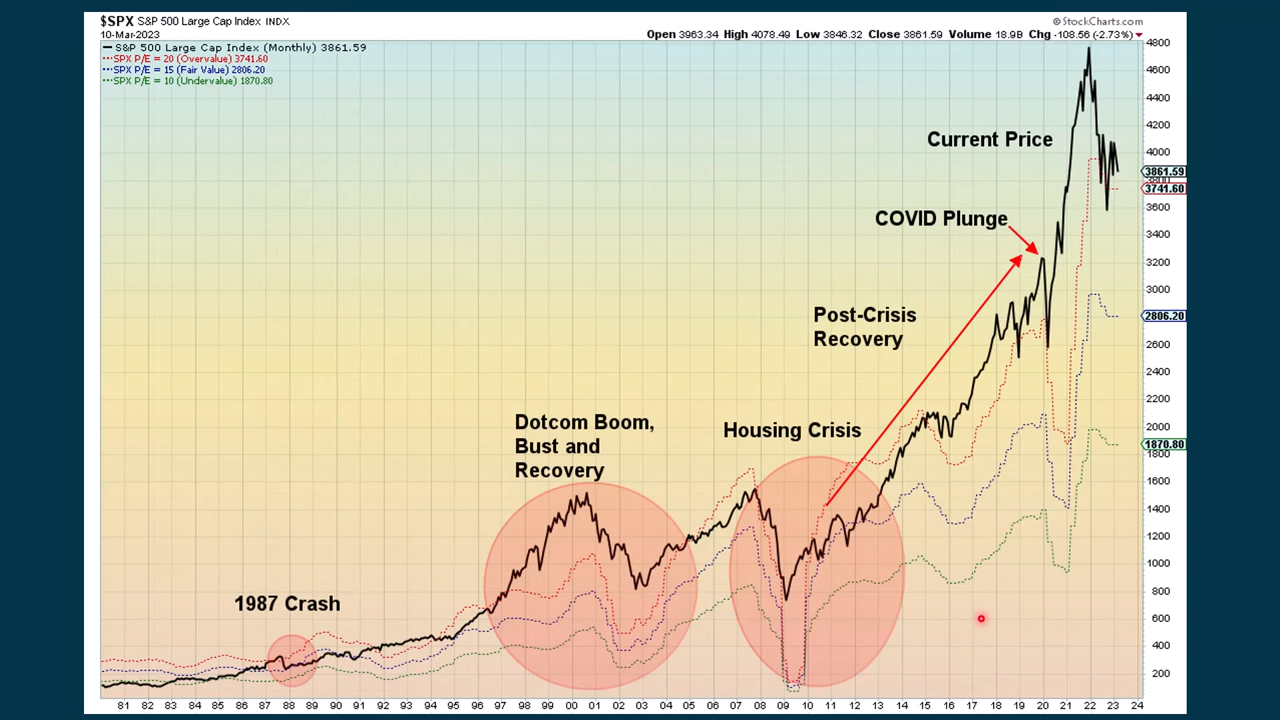 $SPX S&P 500 Large Cap Index INDX
© StockCharts.com
10-Mar-2023
Open 3963.34 High 4078.49 Low 3846.32 Close 3861.59 Volume 18.9B Chg -108.56 (-2.73%)
S&P 500 Large Cap Index (Monthly) 3861.59
SPX P/E = 20 (Overvalue) 3741.60
SPX P/E = 15 (Fair Value) 2806.20
SPX P/E = 10 (Undervalue) 1870.80
Current Price
COVID Plunge
Post-Crisis
Recovery
Housing Crisis
Dotcom Boom,
Bust and
Recovery
1987 Crash
4800
4600
4400
4200
4000
3861.59
3800
3741.60
3600
3400
3200
3000
2806.20
2600
2400
2200
2000
1870.80
1800
1600
1400
1200
1000
800
600
400
200
81 82 83 84 85 86 87 88 89 90 91 92 93 94 95 96 97 98 99 00 01 02 03 04 05 06 07 08 09 10 11 12 13 14 15 16 17 18 19 20 21 22 23 24